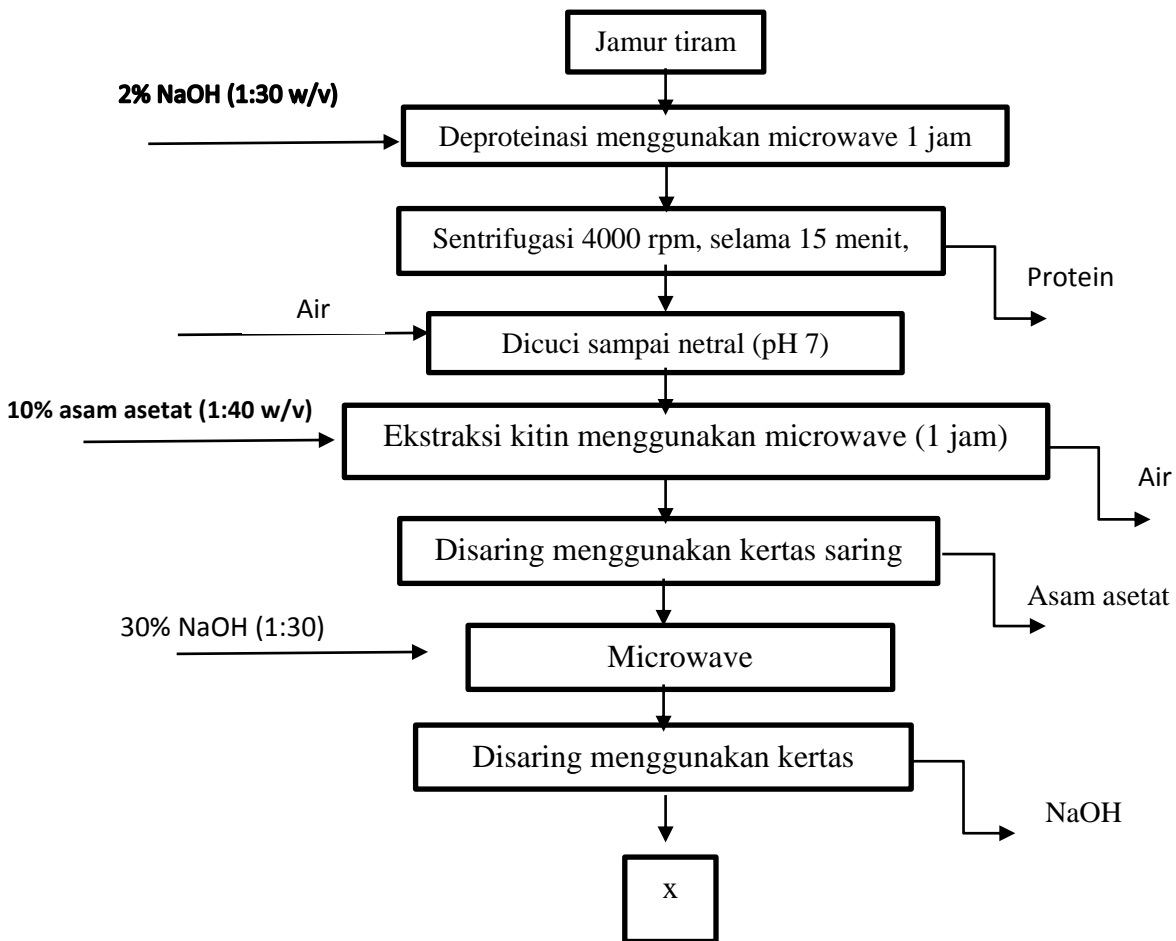 Jamur tiram
2% NaOH (1:30 w/v)
Deproteinasi menggunakan microwave 1 jam
Sentrifugasi 4000 rpm, selama 15 menit,
Protein
Air
Dicuci sampai netral (pH 7)
10% asam asetat (1:40 w/v)
Ekstraksi kitin menggunakan microwave (1 jam)
Air
Disaring menggunakan kertas saring
Asam asetat
30% NaOH (1:30)
Microwave
Disaring menggunakan kertas
NaOH
x